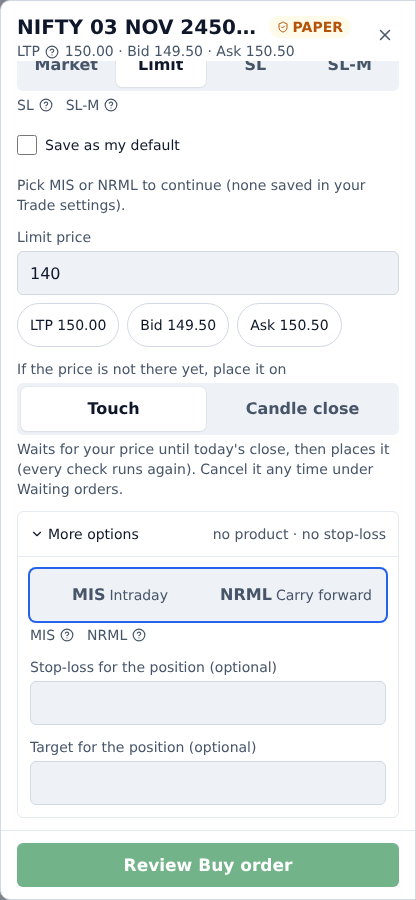 NIFTY 03 NOV 2450... PAPER
LTP 150.00 · Bid 149.50 · Ask 150.50
Market Limit SL SL-M
SL SL-M
Save as my default
Pick MIS or NRML to continue (none saved in your
Trade settings).
Limit price
140
LTP 150.00 Bid 149.50 Ask 150.50
If the price is not there yet, place it on
Touch Candle close
Waits for your price until today's close, then places it
(every check runs again). Cancel it any time under
Waiting orders.
More options no product · no stop-loss
MIS Intraday NRML Carry forward
MIS NRML
Stop-loss for the position (optional)
Target for the position (optional)
Review Buy order